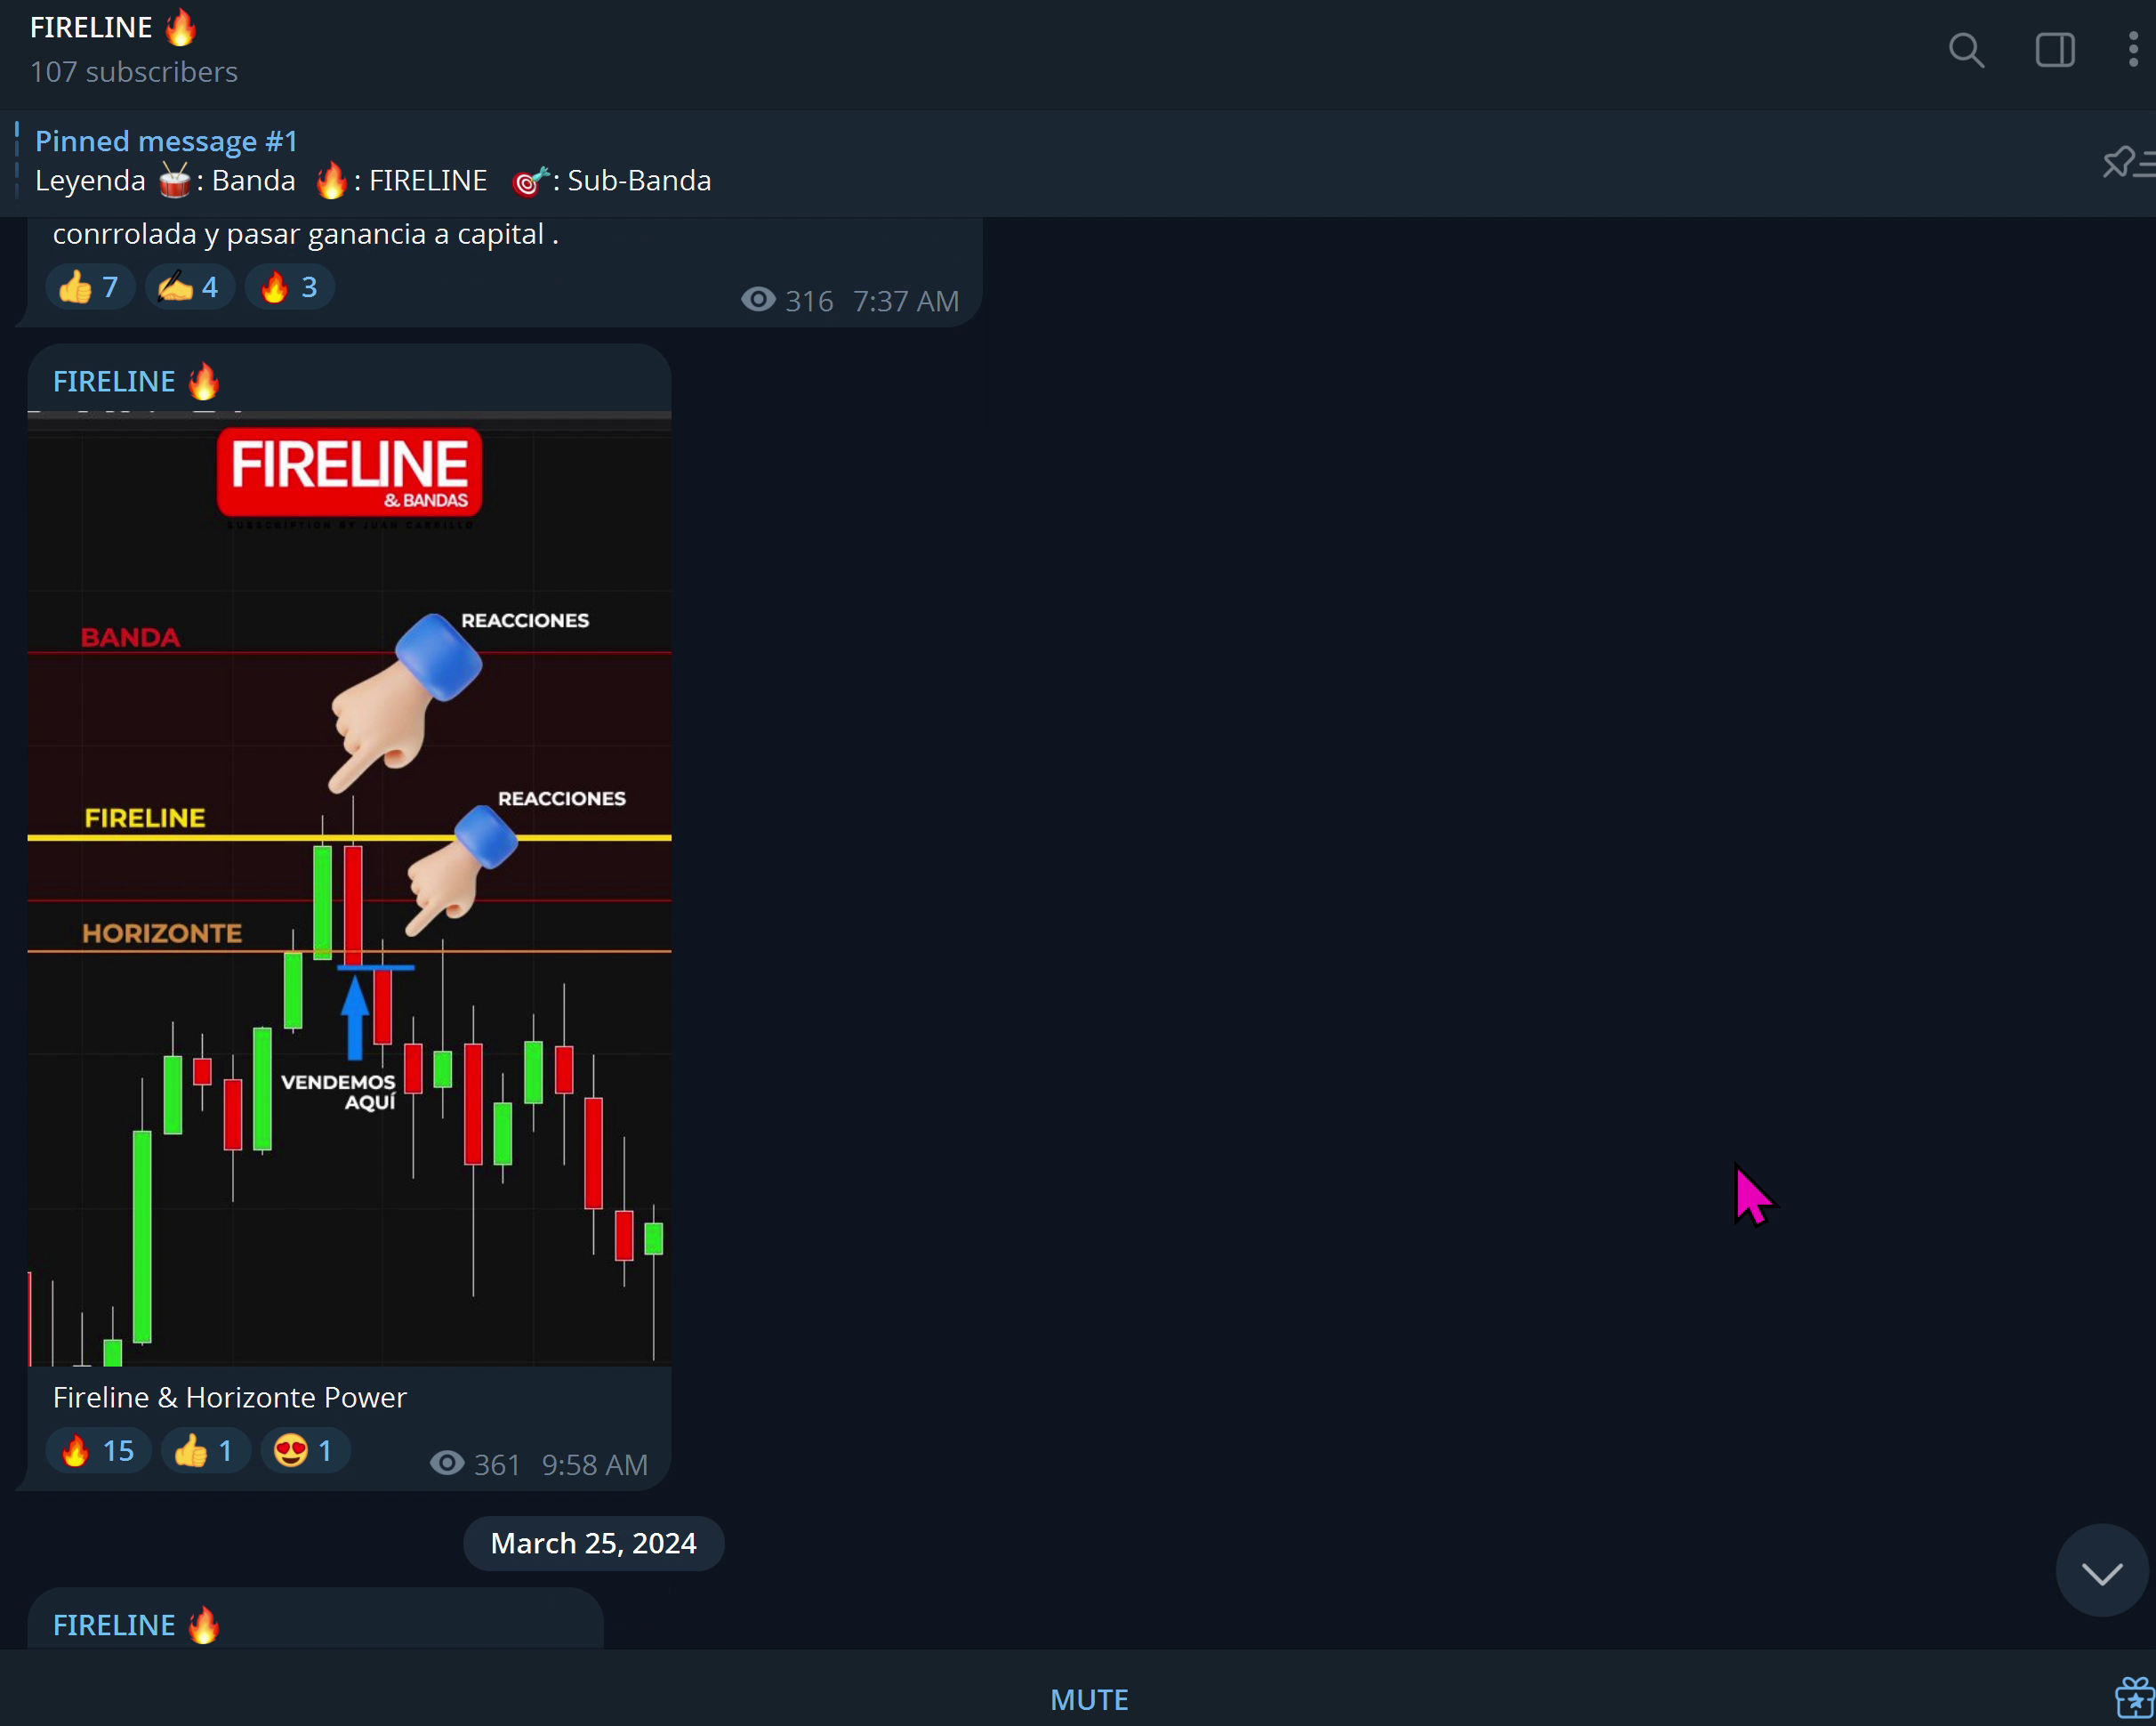 FIRELINE 🔥
107 subscribers
Pinned message #1
Leyenda 🥁: Banda 🔥: FIRELINE 🎯: Sub-Banda
conrrolada y pasar ganancia a capital .
👍 7 ✍️ 4 🔥 3
316 7:37 AM
FIRELINE 🔥
FIRELINE
& BANDAS
SUBSCRIPTION BY JUAN CARRILLO
REACCIONES
BANDA
REACCIONES
FIRELINE
HORIZONTE
VENDEMOS
AQUÍ
Fireline & Horizonte Power
🔥 15 👍 1 😍 1
361 9:58 AM
March 25, 2024
FIRELINE 🔥
MUTE